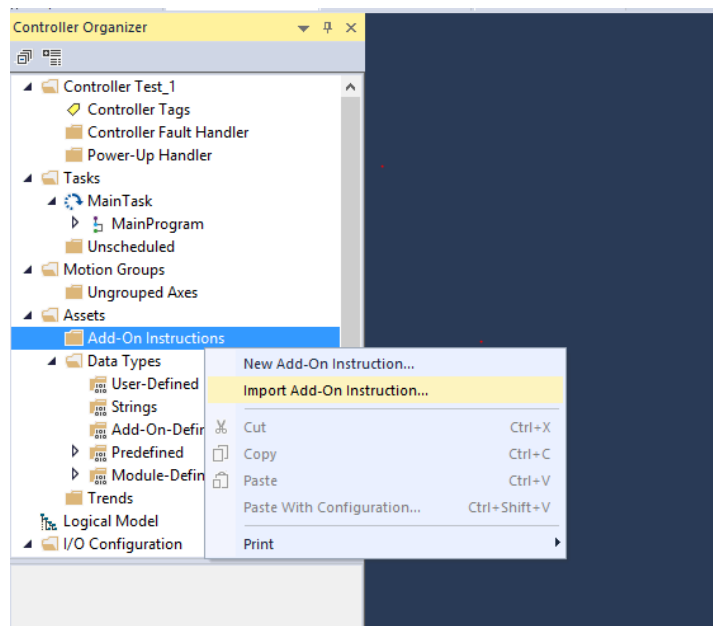 Controller Organizer
Controller Test_1
Controller Tags
Controller Fault Handler
Power-Up Handler
Tasks
MainTask
MainProgram
Unscheduled
Motion Groups
Ungrouped Axes
Assets
Add-On Instructions
Data Types
User-Defined
Strings
Add-On-Defin
Predefined
Module-Defin
Trends
Logical Model
I/O Configuration
New Add-On Instruction...
Import Add-On Instruction...
Cut Ctrl+X
Copy Ctrl+C
Paste Ctrl+V
Paste With Configuration... Ctrl+Shift+V
Print